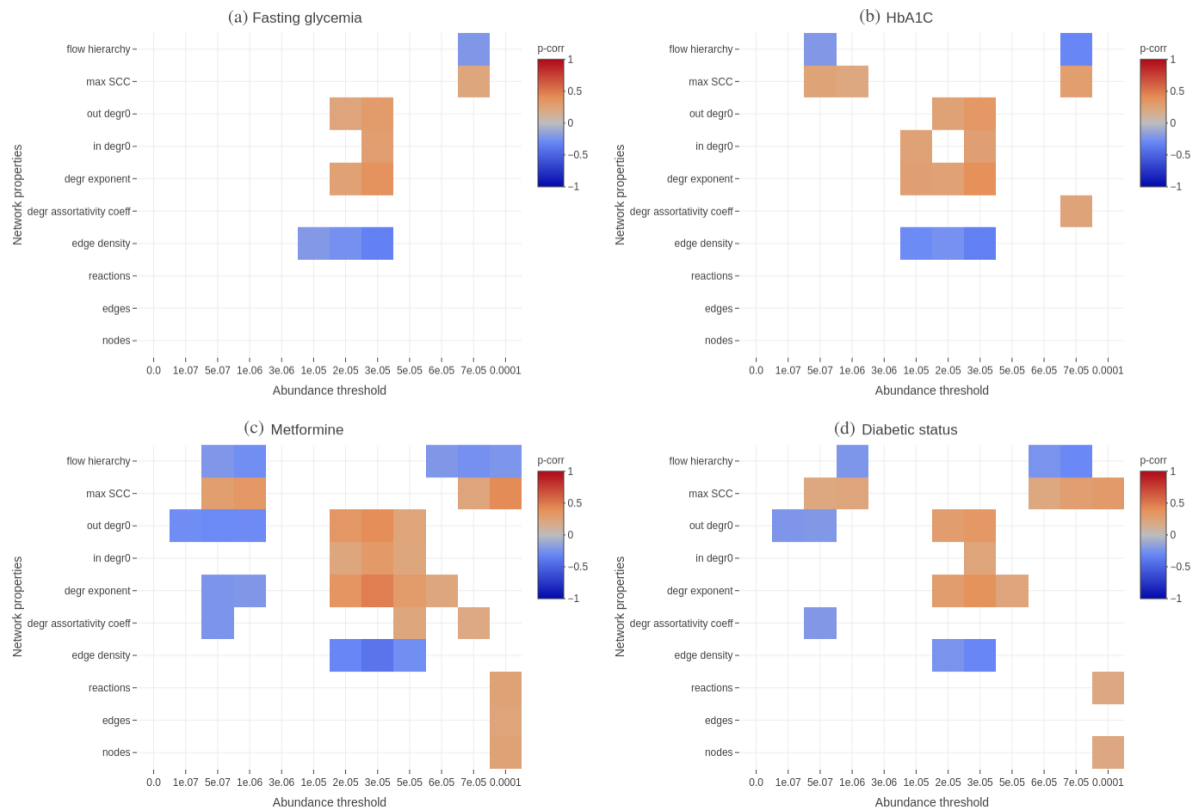 (a) Fasting glycemia
Network properties
flow hierarchy
max SCC
out degr0
in degr0
degr exponent
degr assortativity coeff
edge density
reactions
edges
nodes
0.0 1e.07 5e.07 1e.06 3e.06 1e.05 2e.05 3e.05 5e.05 6e.05 7e.05 0.0001
Abundance threshold
p-corr
1
0.5
0
−0.5
−1
(b) HbA1C
Network properties
flow hierarchy
max SCC
out degr0
in degr0
degr exponent
degr assortativity coeff
edge density
reactions
edges
nodes
0.0 1e.07 5e.07 1e.06 3e.06 1e.05 2e.05 3e.05 5e.05 6e.05 7e.05 0.0001
Abundance threshold
p-corr
1
0.5
0
−0.5
−1
(c) Metformine
Network properties
flow hierarchy
max SCC
out degr0
in degr0
degr exponent
degr assortativity coeff
edge density
reactions
edges
nodes
0.0 1e.07 5e.07 1e.06 3e.06 1e.05 2e.05 3e.05 5e.05 6e.05 7e.05 0.0001
Abundance threshold
p-corr
1
0.5
0
−0.5
−1
(d) Diabetic status
Network properties
flow hierarchy
max SCC
out degr0
in degr0
degr exponent
degr assortativity coeff
edge density
reactions
edges
nodes
0.0 1e.07 5e.07 1e.06 3e.06 1e.05 2e.05 3e.05 5e.05 6e.05 7e.05 0.0001
Abundance threshold
p-corr
1
0.5
0
−0.5
−1